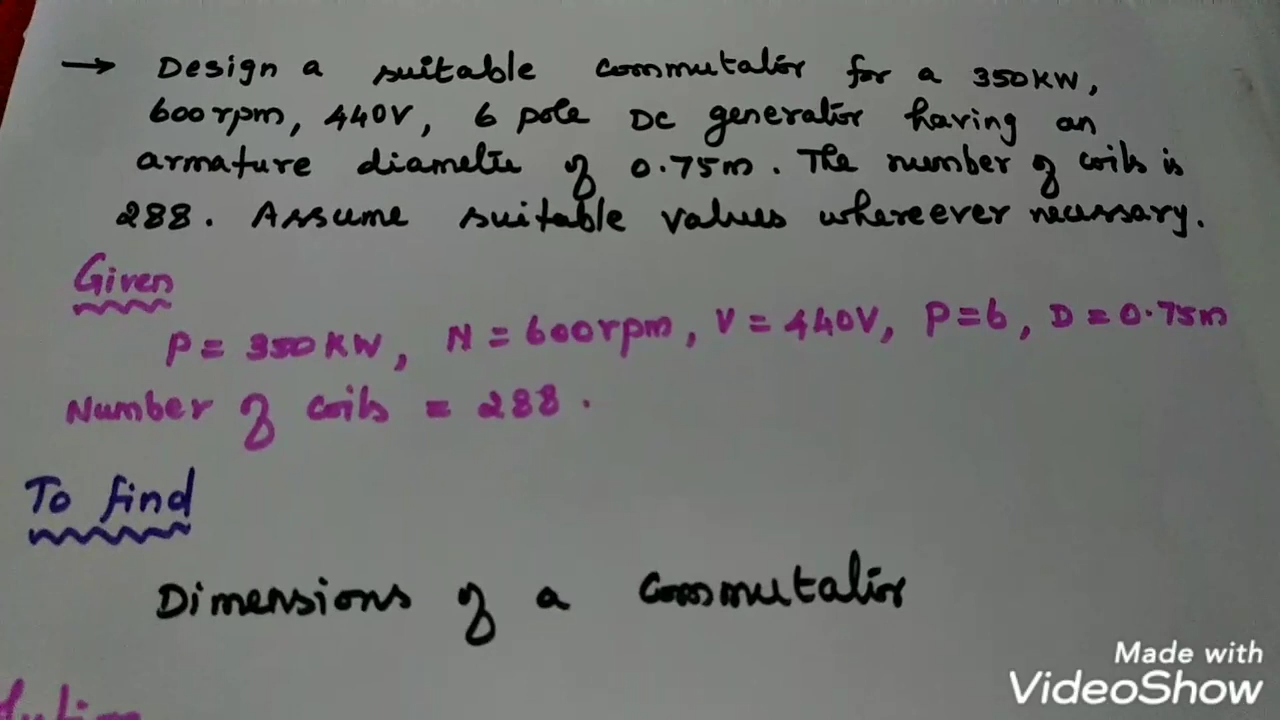 → Design a suitable commutator for a 350KW,
600rpm, 440V, 6 pole DC generator having an
armature diameter of 0.75m. The number of coils is
288. Assume suitable values whereever necessary.
Given
P = 350KW, N = 600rpm, V = 440V, P=6, D = 0.75m
Number of coils = 288.
To find
Dimensions of a commutator
Made with
VideoShow